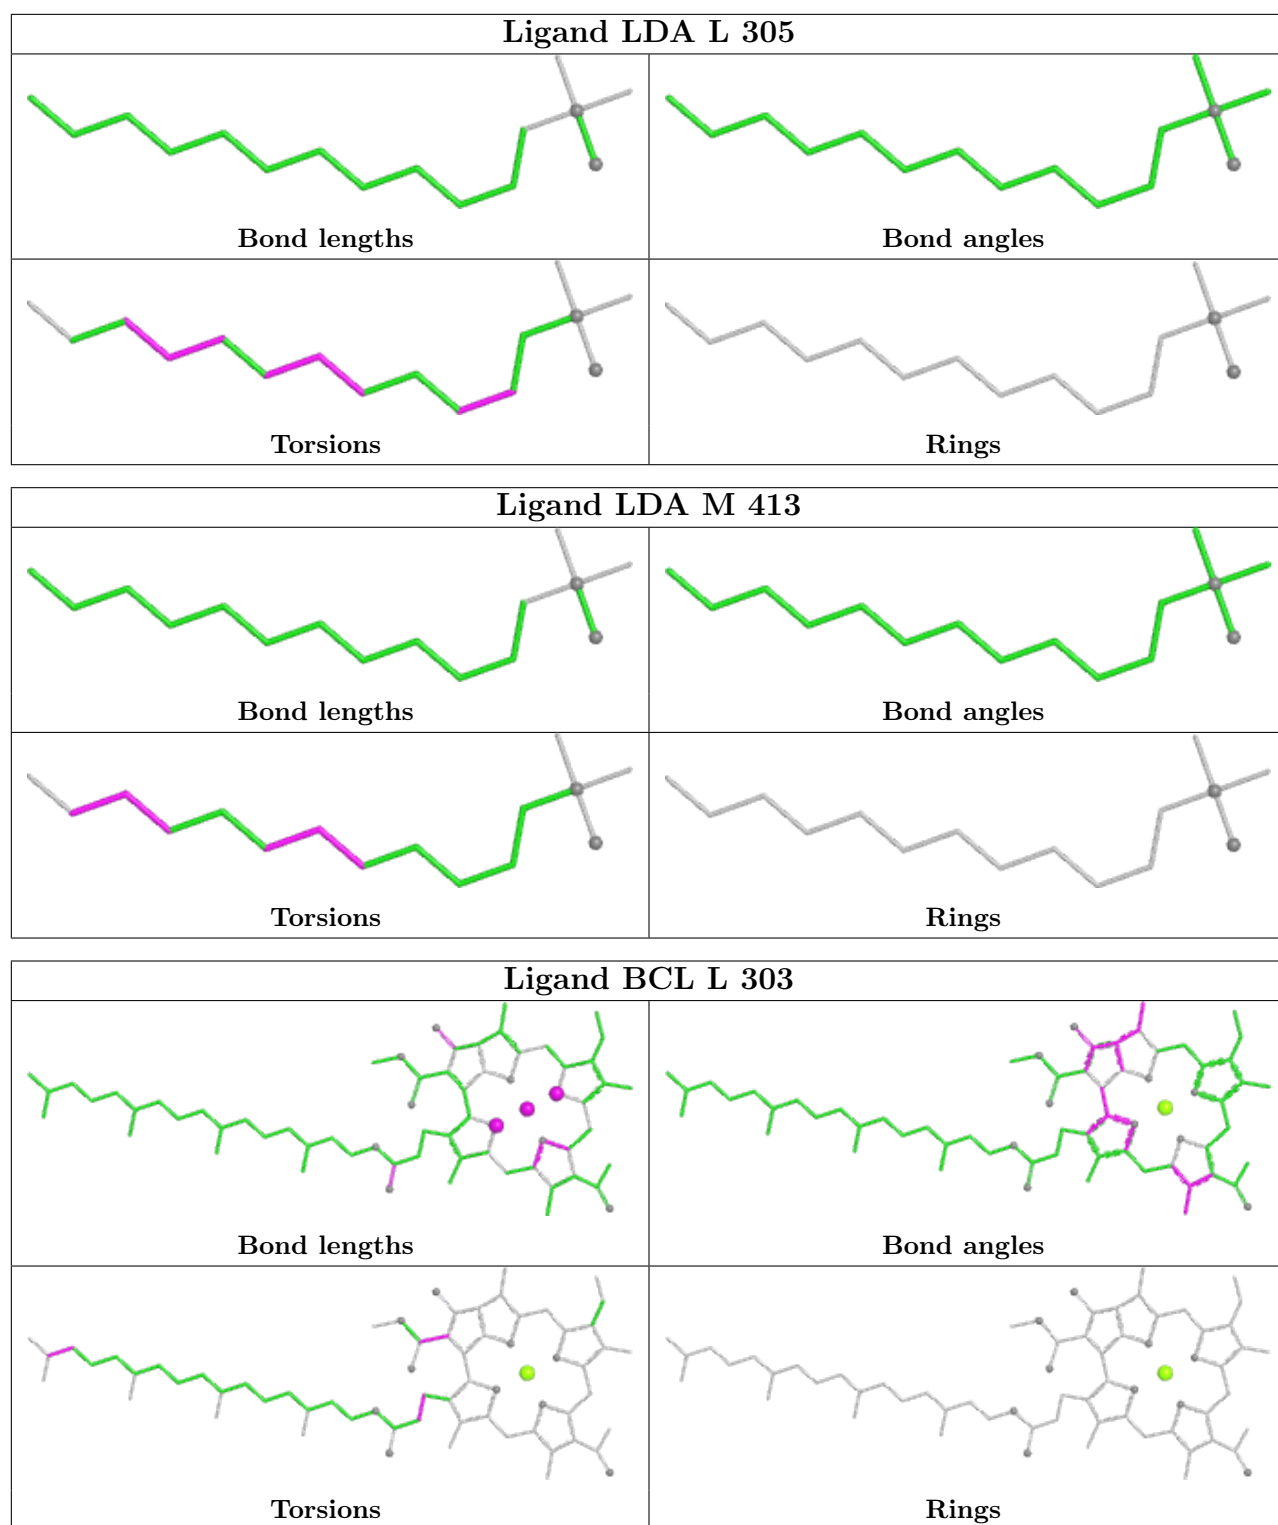 Ligand LDA L 305
Bond lengths
Bond angles
Torsions
Rings
Ligand LDA M 413
Bond lengths
Bond angles
Torsions
Rings
Ligand BCL L 303
Bond lengths
Bond angles
Torsions
Rings